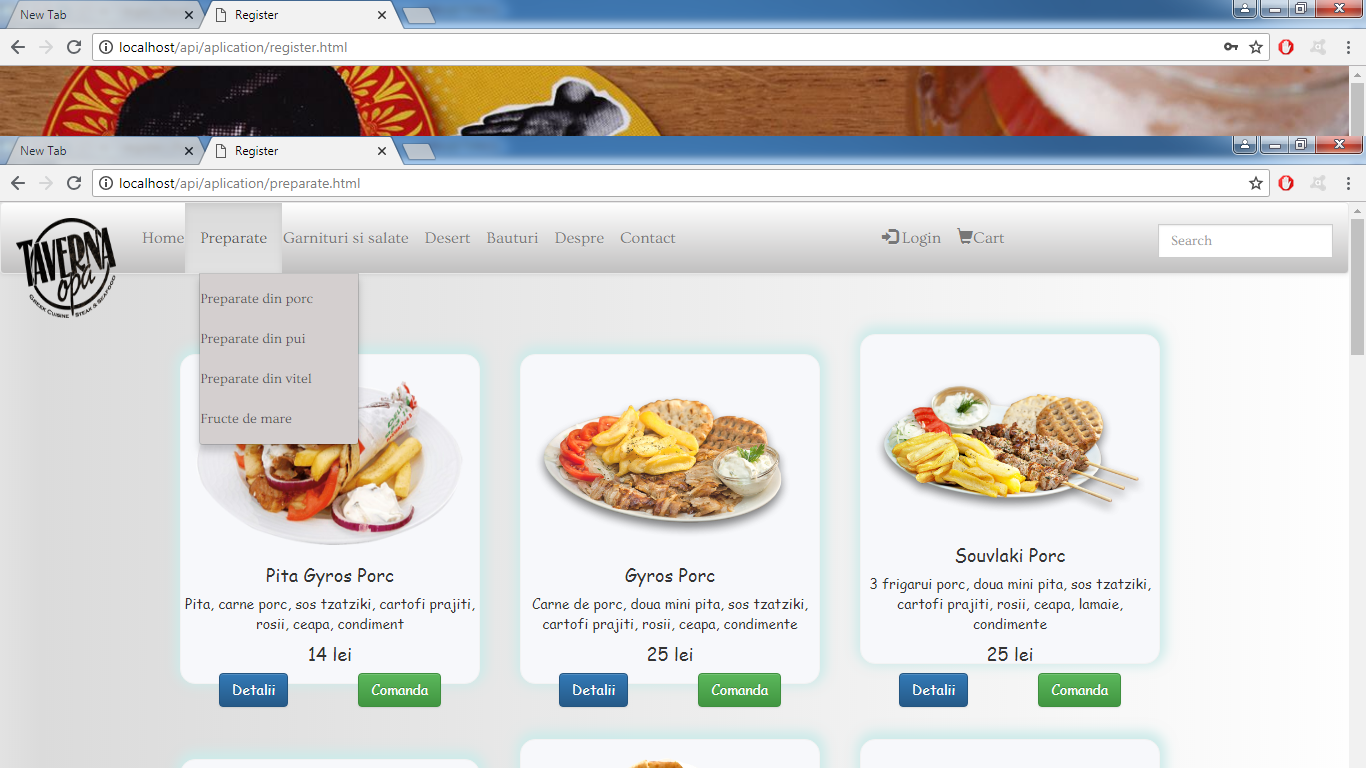 New Tab
Register
localhost/api/aplication/register.html
New Tab
Register
localhost/api/aplication/preparate.html
TAVERNA
opa
GREEK CUISINE STEAK & SEAFOOD
Home Preparate Garnituri si salate Desert Bauturi Despre Contact Login Cart Search
Preparate din porc
Preparate din pui
Preparate din vitel
Fructe de mare
Pita Gyros Porc
Pita, carne porc, sos tzatziki, cartofi prajiti,
rosii, ceapa, condiment
14 lei
Detalii Comanda
Gyros Porc
Carne de porc, doua mini pita, sos tzatziki,
cartofi prajiti, rosii, ceapa, condimente
25 lei
Detalii Comanda
Souvlaki Porc
3 frigarui porc, doua mini pita, sos tzatziki,
cartofi prajiti, rosii, ceapa, lamaie,
condimente
25 lei
Detalii Comanda